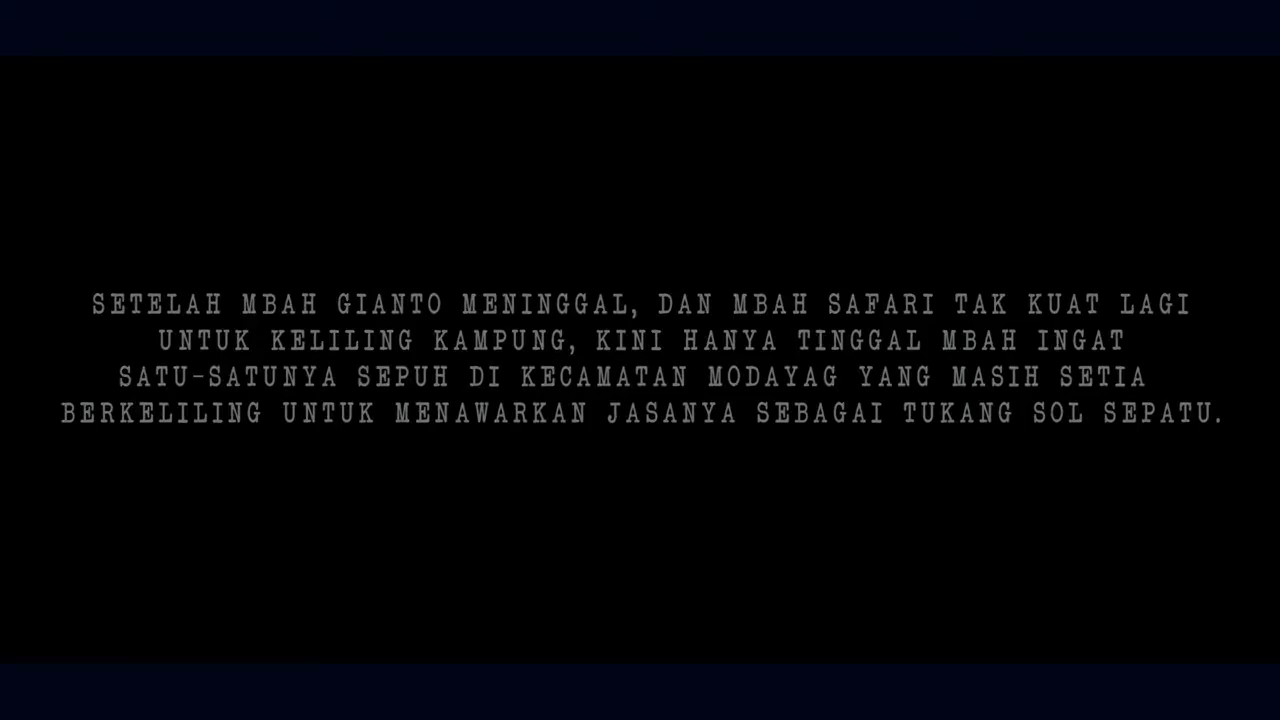 SETELAH MBAH GIANTO MENINGGAL, DAN MBAH SAFARI TAK KUAT LAGI
UNTUK KELILING KAMPUNG, KINI HANYA TINGGAL MBAH INGAT
SATU-SATUNYA SEPUH DI KECAMATAN MODAYAG YANG MASIH SETIA
BERKELILING UNTUK MENAWARKAN JASANYA SEBAGAI TUKANG SOL SEPATU.